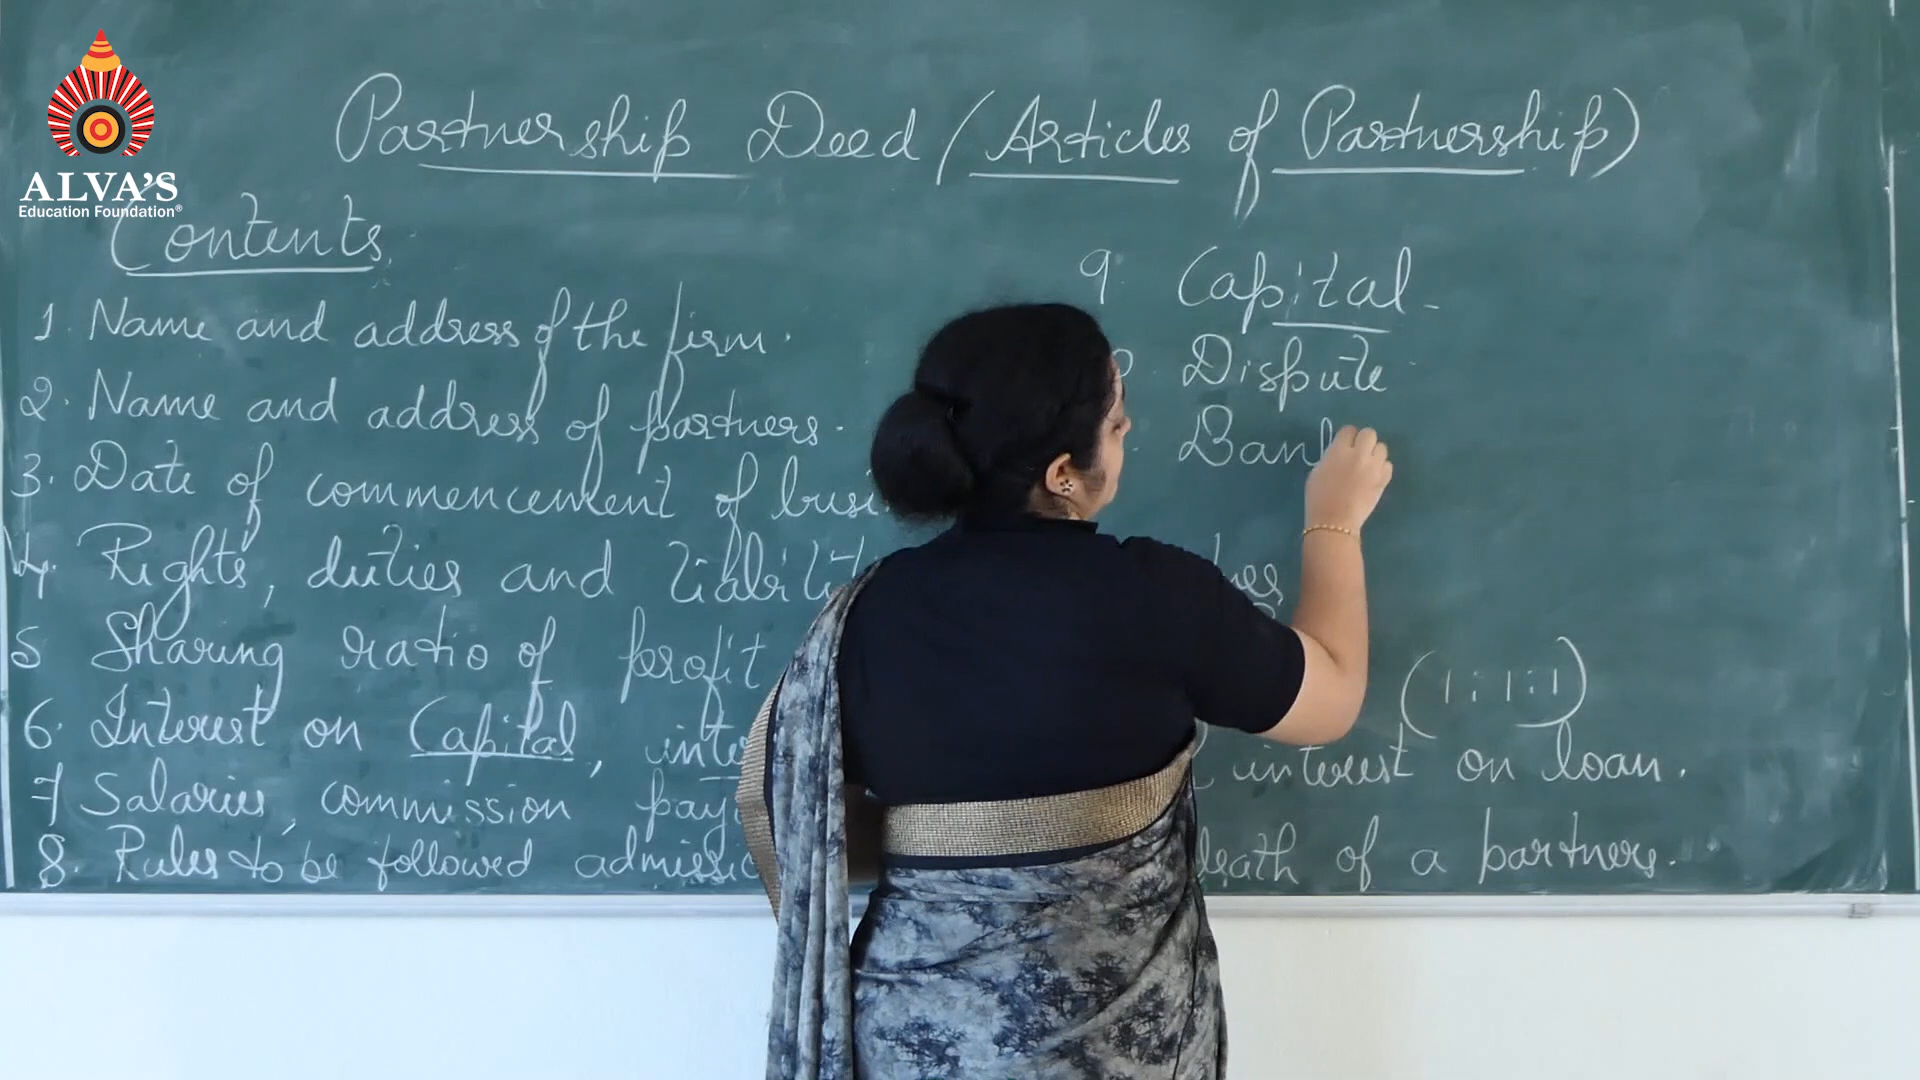 ALVA'S
Education Foundation®
Partnership Deed (Articles of Partnership)
Contents
1. Name and address of the firm.
2. Name and address of partners.
3. Date of commencement of busi
4. Rights, duties and liabilit
5 Sharing ratio of profit
(1:1:1)
6. Interest on Capital, inte interest on loan.
7 Salaries, commission pay
8. Rules to be followed admissio death of a partners.
9. Capital.
Dispute
Bank